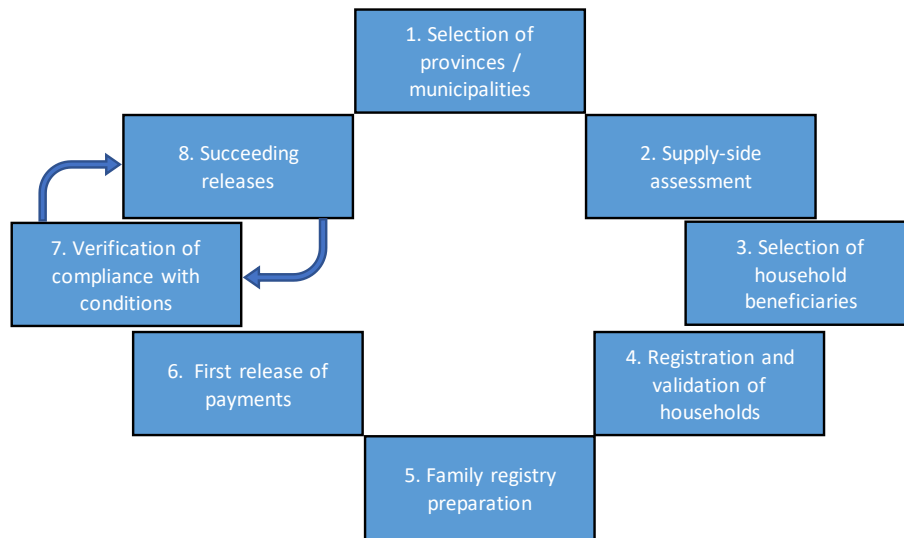 1. Selection of
provinces /
municipalities
2. Supply-side
assessment
3. Selection of
household
beneficiaries
4. Registration and
validation of
households
5. Family registry
preparation
6. First release of
payments
7. Verification of
compliance with
conditions
8. Succeeding
releases